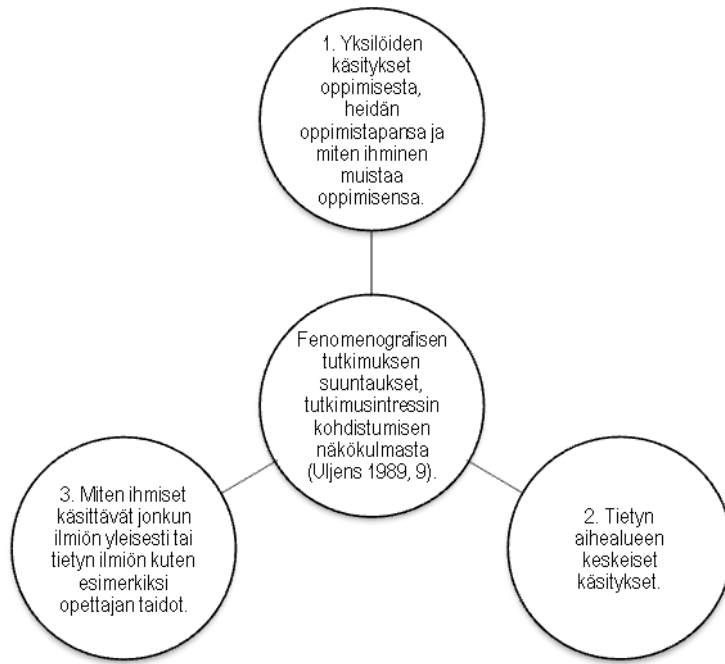 1. Yksilöiden
käsitykset
oppimisesta,
heidän
oppimistapansa ja
miten ihminen
muistaa
oppimisensa.
Fenomenografisen
tutkimuksen
suuntaukset,
tutkimusintressin
kohdistumisen
näkökulmasta
(Uljens 1989, 9).
2. Tietyn
aihealueen
keskeiset
käsitykset.
3. Miten ihmiset
käsittävät jonkun
ilmiön yleisesti tai
tietyn ilmiön kuten
esimerkiksi
opettajan taidot.